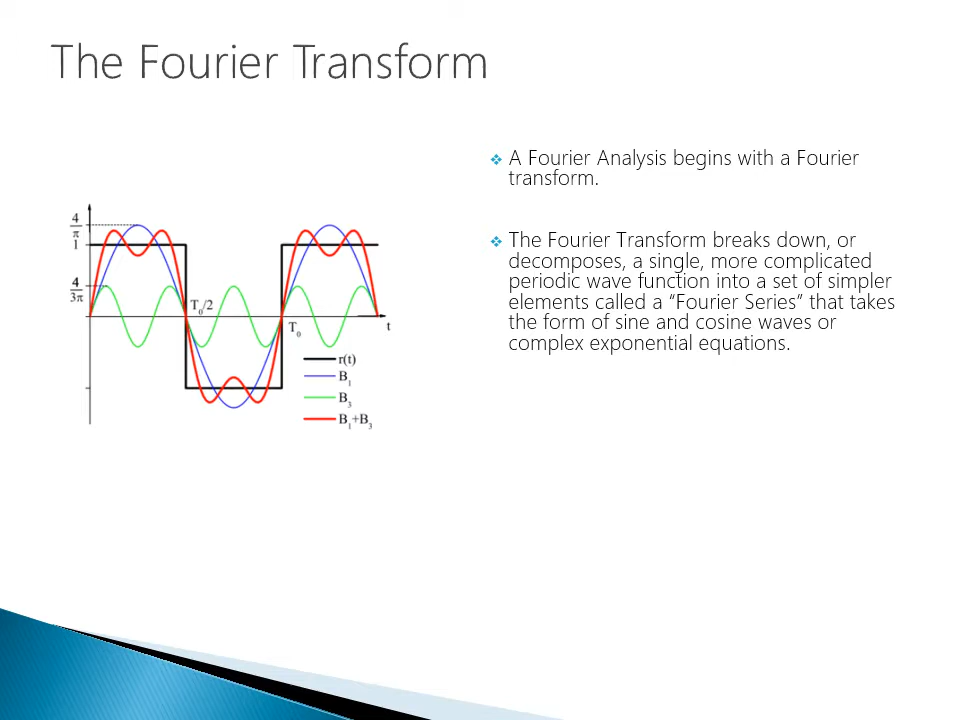 The Fourier Transform
❖ A Fourier Analysis begins with a Fourier
transform.
❖ The Fourier Transform breaks down, or
decomposes, a single, more complicated
periodic wave function into a set of simpler
elements called a “Fourier Series” that takes
the form of sine and cosine waves or
complex exponential equations.
4/π
1
4/3π
T₀/2
T₀
t
r(t)
B₁
B₃
B₁+B₃